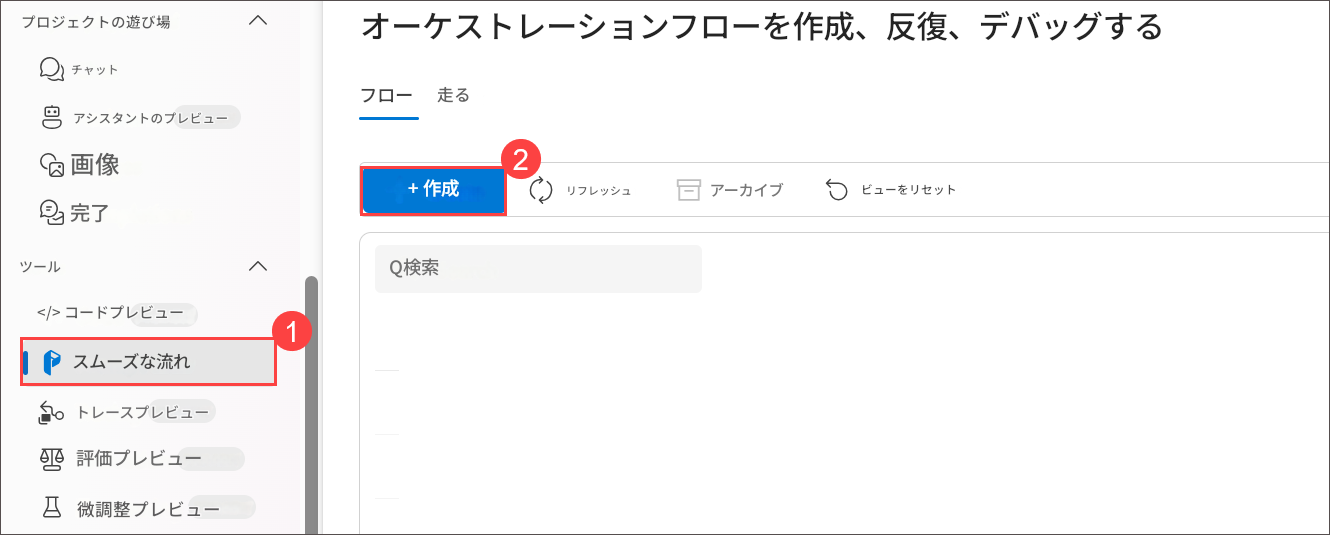 プロジェクトの遊び場
チャット
アシスタントのプレビュー
画像
完了
ツール
</> コードプレビュー
1
スムーズな流れ
トレースプレビュー
評価プレビュー
微調整プレビュー
オーケストレーションフローを作成、反復、デバッグする
フロー 走る
2
+ 作成 リフレッシュ アーカイブ ビューをリセット
Q検索